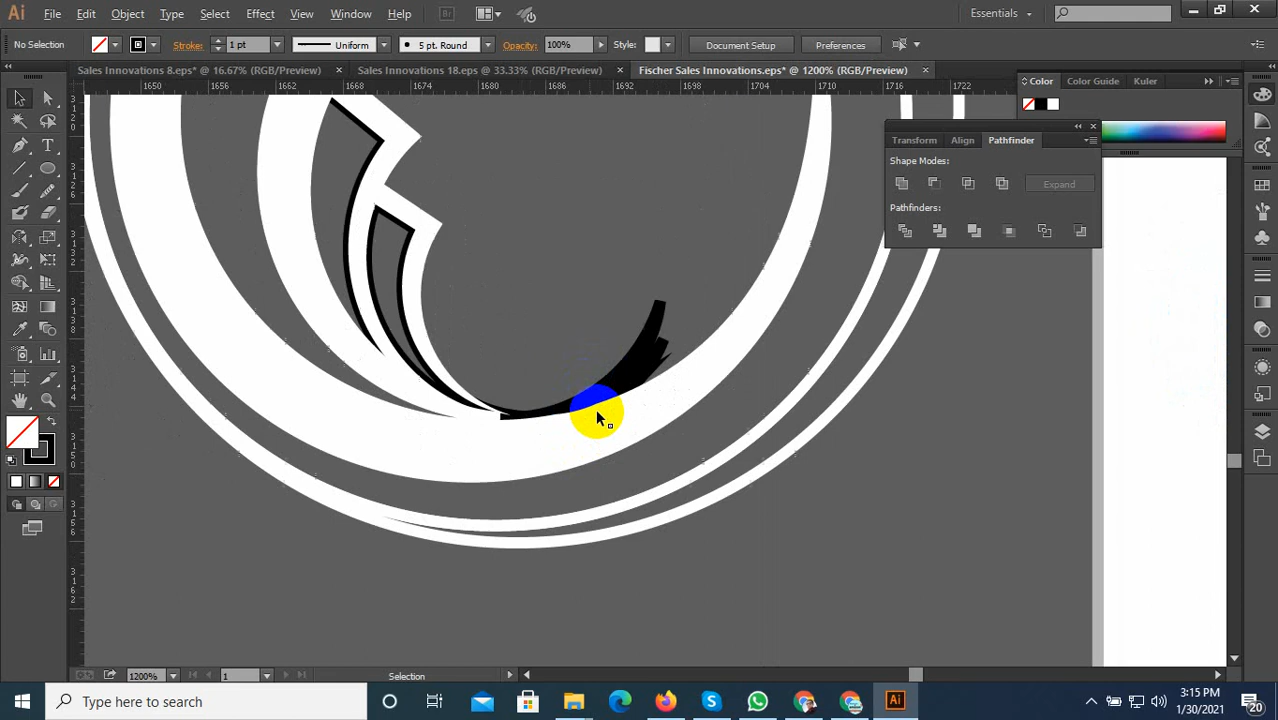 Ai File Edit Object Type Select Effect View Window Help Br Essentials
No Selection Stroke: 1 pt Uniform 5 pt. Round Opacity: 100% Style: Document Setup Preferences
Sales Innovations 8.eps* @ 16.67% (RGB/Preview) × Sales Innovations 18.eps @ 33.33% (RGB/Preview) × Fischer Sales Innovations.eps* @ 1200% (RGB/Preview) ×
Color Color Guide Kuler
1650 1656 1662 1668 1674 1680 1686 1692 1698 1704 1710 1716 1722
Transform Align Pathfinder
Shape Modes:
Expand
Pathfinders:
1200% 1 Selection
Type here to search
Ai
3:15 PM
1/30/2021
20